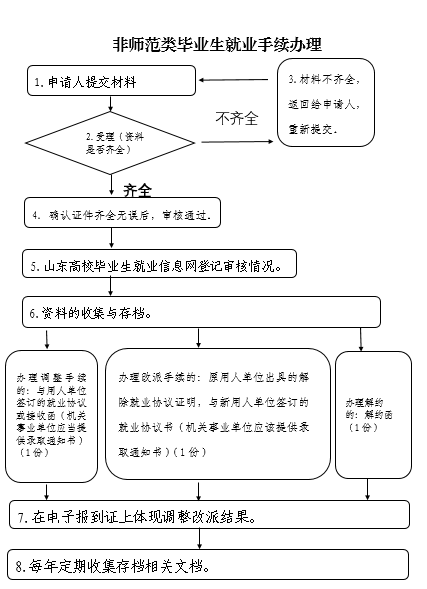 非师范类毕业生就业手续办理
1.申请人提交材料
3.材料不齐全，
返回给申请人，
重新提交．
2.受理（资料
是否齐全）
不齐全
齐全
4. 确认证件齐全无误后，审核通过。
5.山东高校毕业生就业信息网登记审核情况。
6.资料的收集与存档。
办理调整手续
的：与用人单位
签订的就业协议
或接收函（机关
事业单位应当提
供录取通知书）
（1份）
办理改派手续的：原用人单位出具的解
除就业协议证明，与新用人单位签订的
就业协议书（机关事业单位应该提供录
取通知书）（1份）
办理解约
的：解约函
（1份）
7.在电子报到证上体现调整改派结果。
8.每年定期收集存档相关文档。